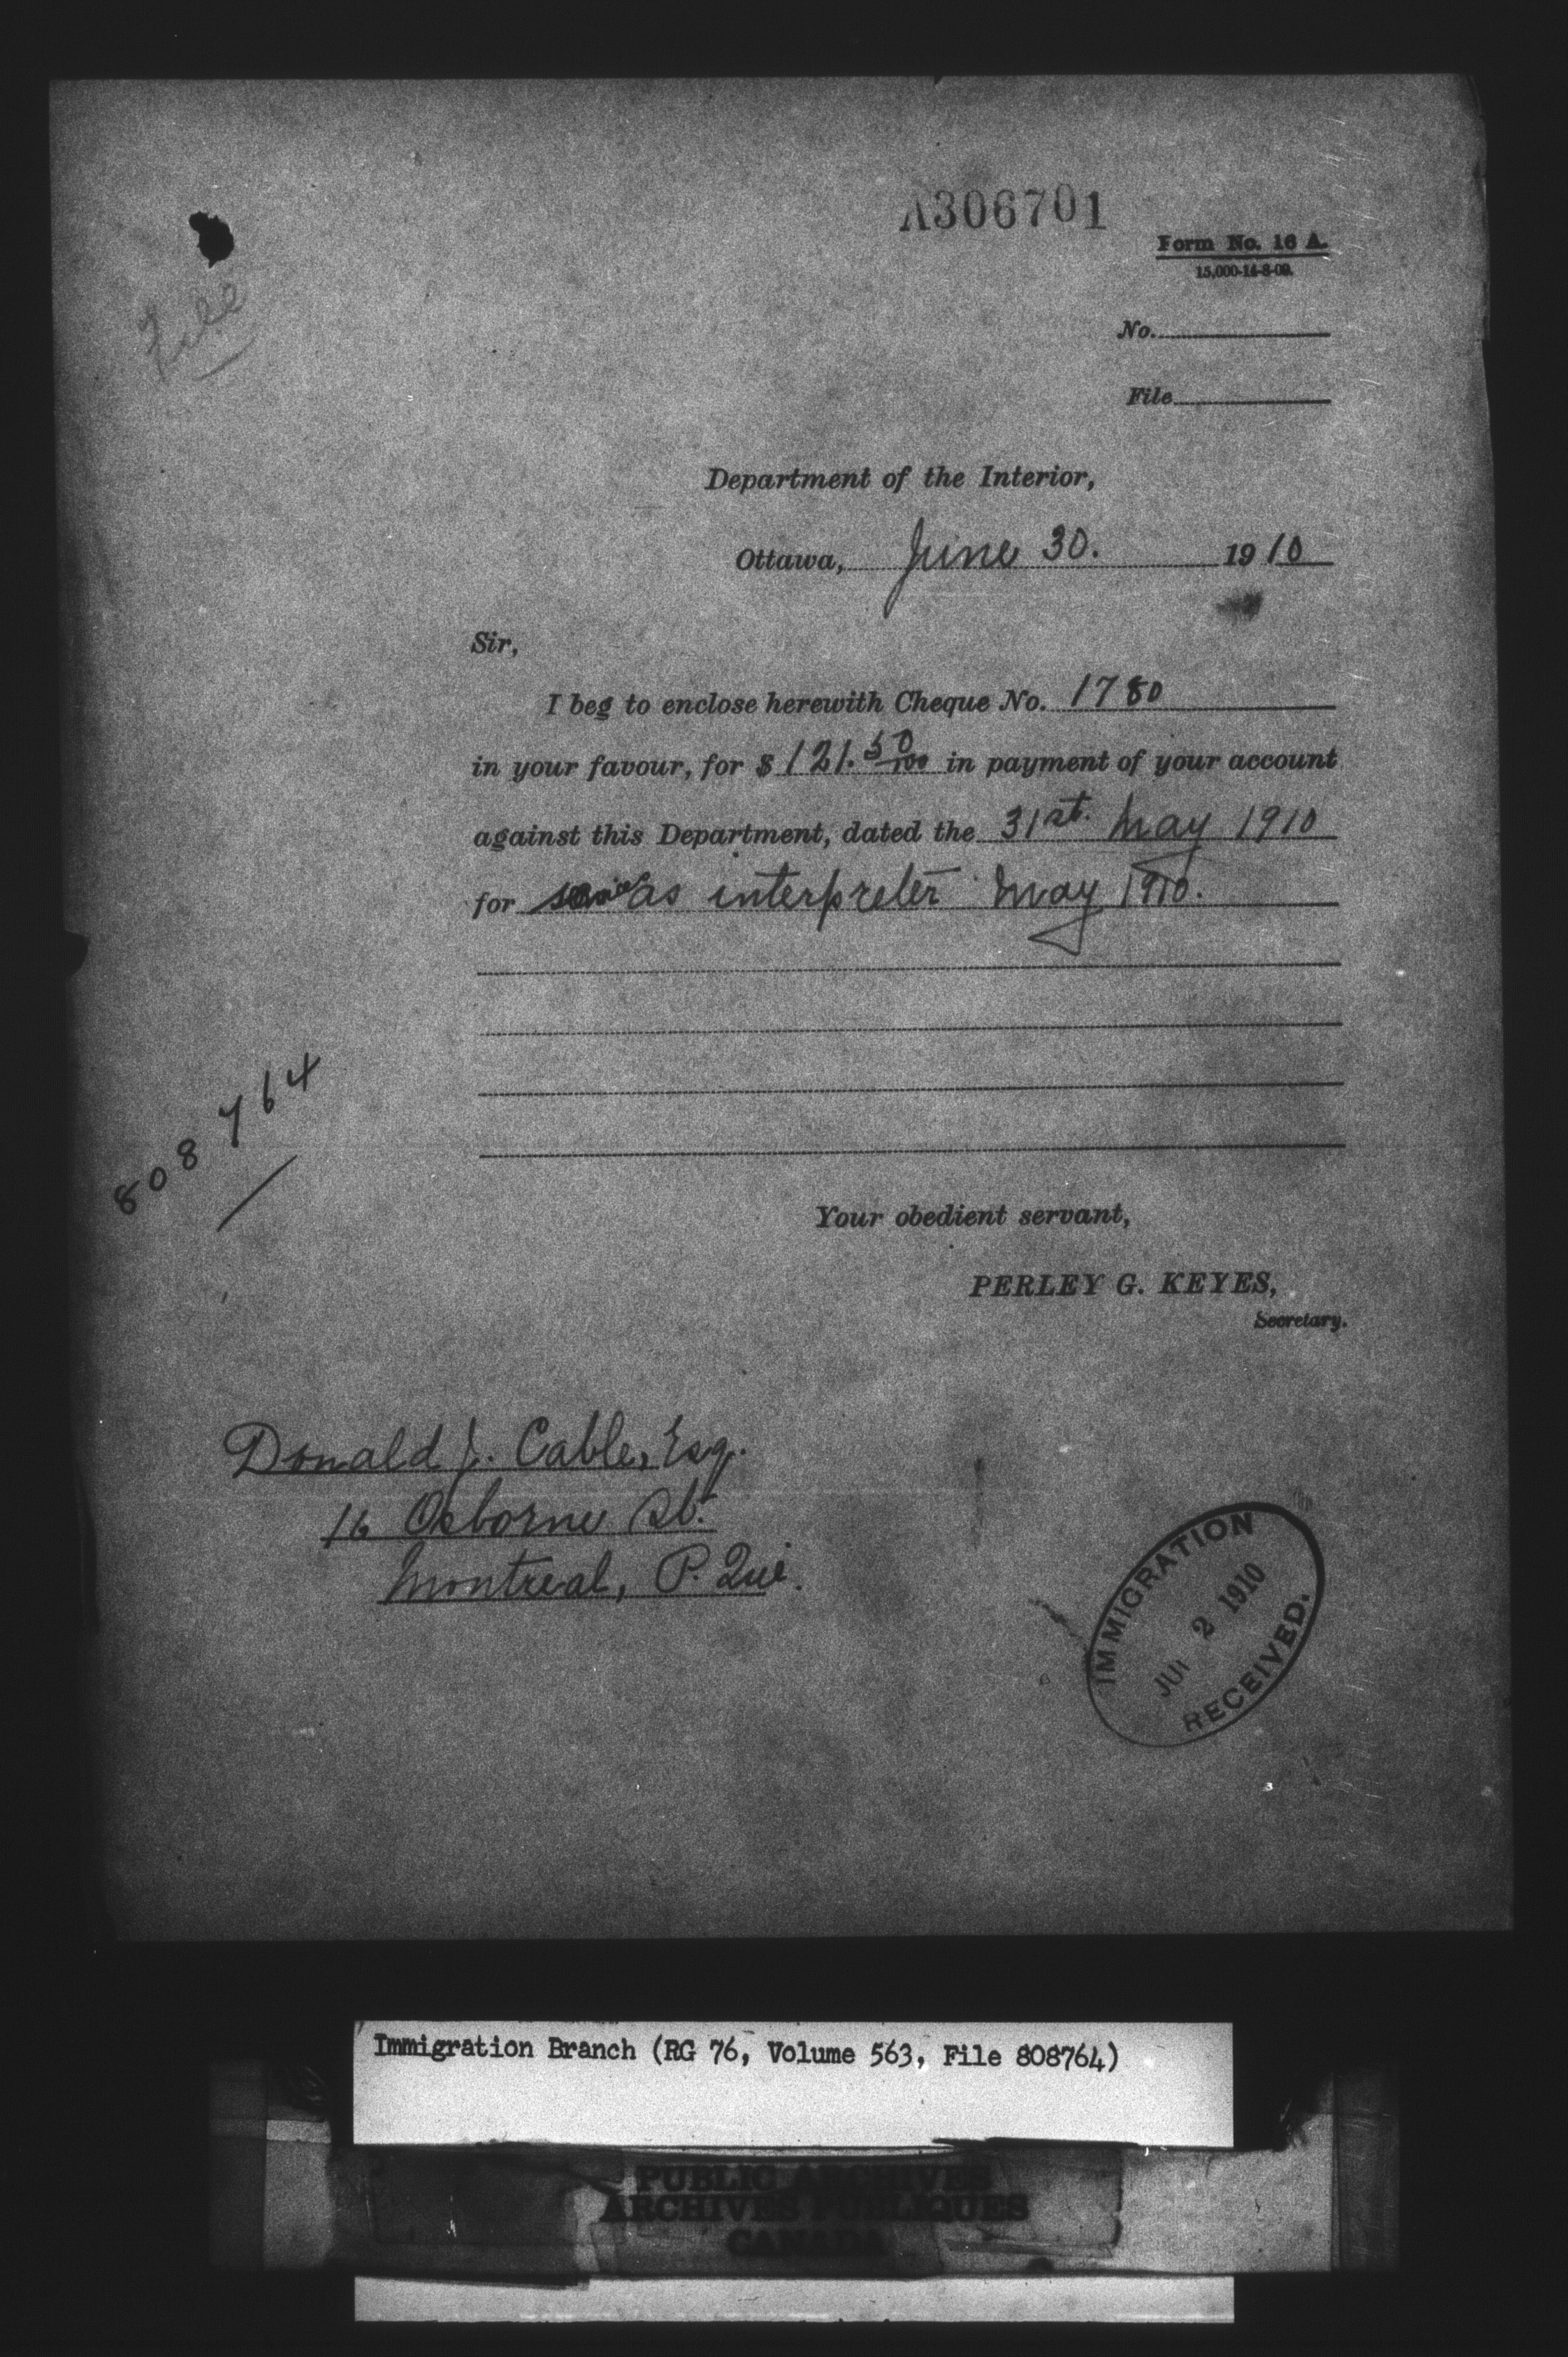 A306701
Form No. 16 A.
15,000-14-8-09.
File
No.
File
Department of the Interior,
Ottawa, June 30. 1910
Sir,
I beg to enclose herewith Cheque No. 1780
in your favour, for $ 121.50/100 in payment of your account
against this Department, dated the 31st. May 1910
for services as interpreter May 1910.
808764
Your obedient servant,
PERLEY G. KEYES,
Secretary.
Donald J. Cable, Esq.
16 Osborne St.
Montreal, P. Que.
IMMIGRATION
JUL 2 1910
RECEIVED.
Immigration Branch (RG 76, Volume 563, File 808764)
PUBLIC ARCHIVES
ARCHIVES PUBLIQUES
CANADA